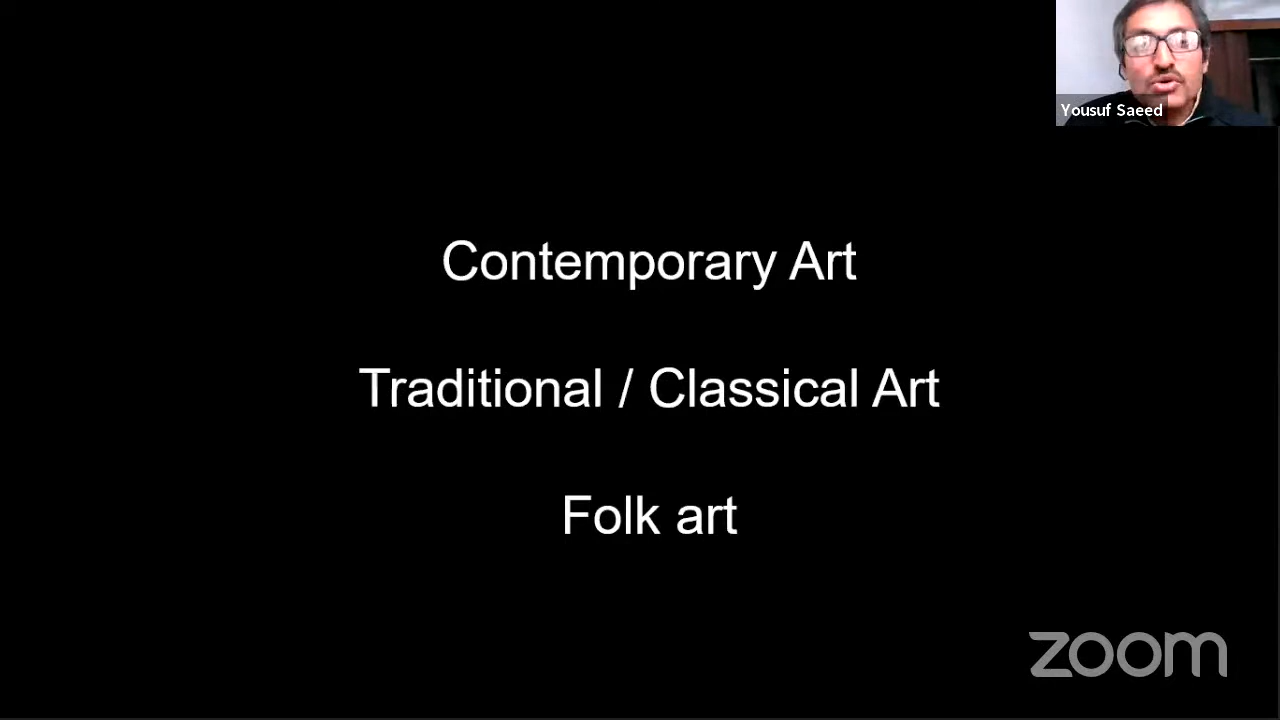 Yousuf Saeed
Contemporary Art
Traditional / Classical Art
Folk art
zoom